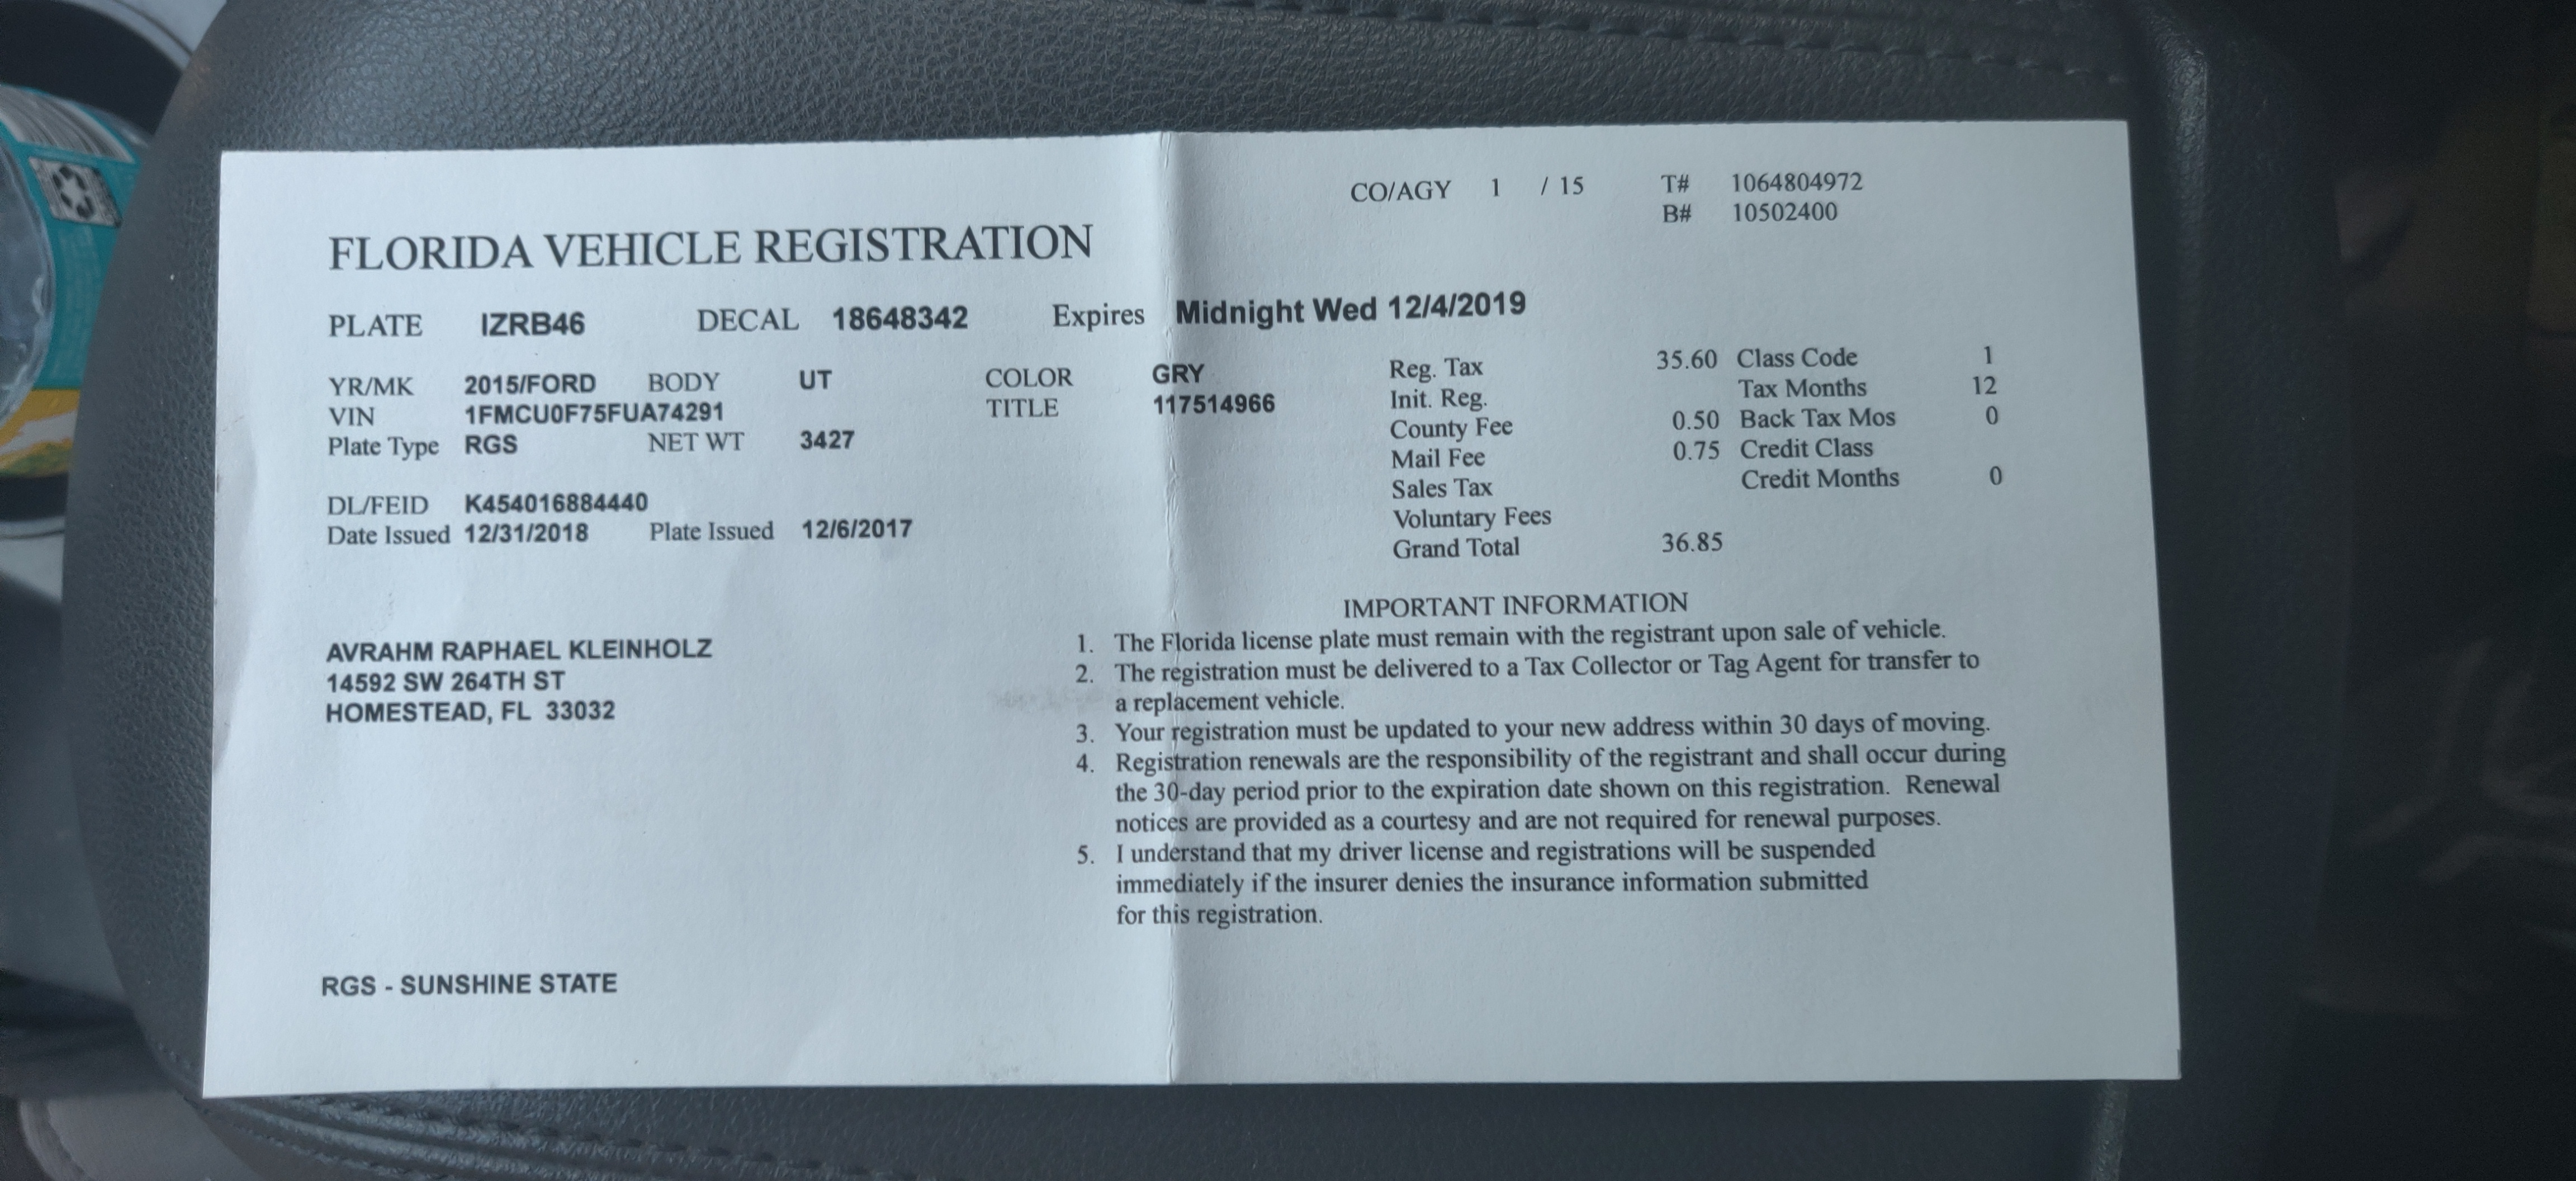 FLORIDA VEHICLE REGISTRATION
CO/AGY 1 / 15 T# 1064804972
B# 10502400
PLATE IZRB46 DECAL 18648342 Expires Midnight Wed 12/4/2019
YR/MK 2015/FORD BODY UT COLOR GRY Reg. Tax 35.60 Class Code 1
VIN 1FMCU0F75FUA74291 TITLE 117514966 Init. Reg. Tax Months 12
Plate Type RGS NET WT 3427 County Fee 0.50 Back Tax Mos 0
Mail Fee 0.75 Credit Class
DL/FEID K454016884440 Sales Tax Credit Months 0
Date Issued 12/31/2018 Plate Issued 12/6/2017 Voluntary Fees
Grand Total 36.85
IMPORTANT INFORMATION
AVRAHM RAPHAEL KLEINHOLZ
14592 SW 264TH ST
HOMESTEAD, FL 33032
1. The Florida license plate must remain with the registrant upon sale of vehicle.
2. The registration must be delivered to a Tax Collector or Tag Agent for transfer to
a replacement vehicle.
3. Your registration must be updated to your new address within 30 days of moving.
4. Registration renewals are the responsibility of the registrant and shall occur during
the 30-day period prior to the expiration date shown on this registration. Renewal
notices are provided as a courtesy and are not required for renewal purposes.
5. I understand that my driver license and registrations will be suspended
immediately if the insurer denies the insurance information submitted
for this registration.
RGS - SUNSHINE STATE